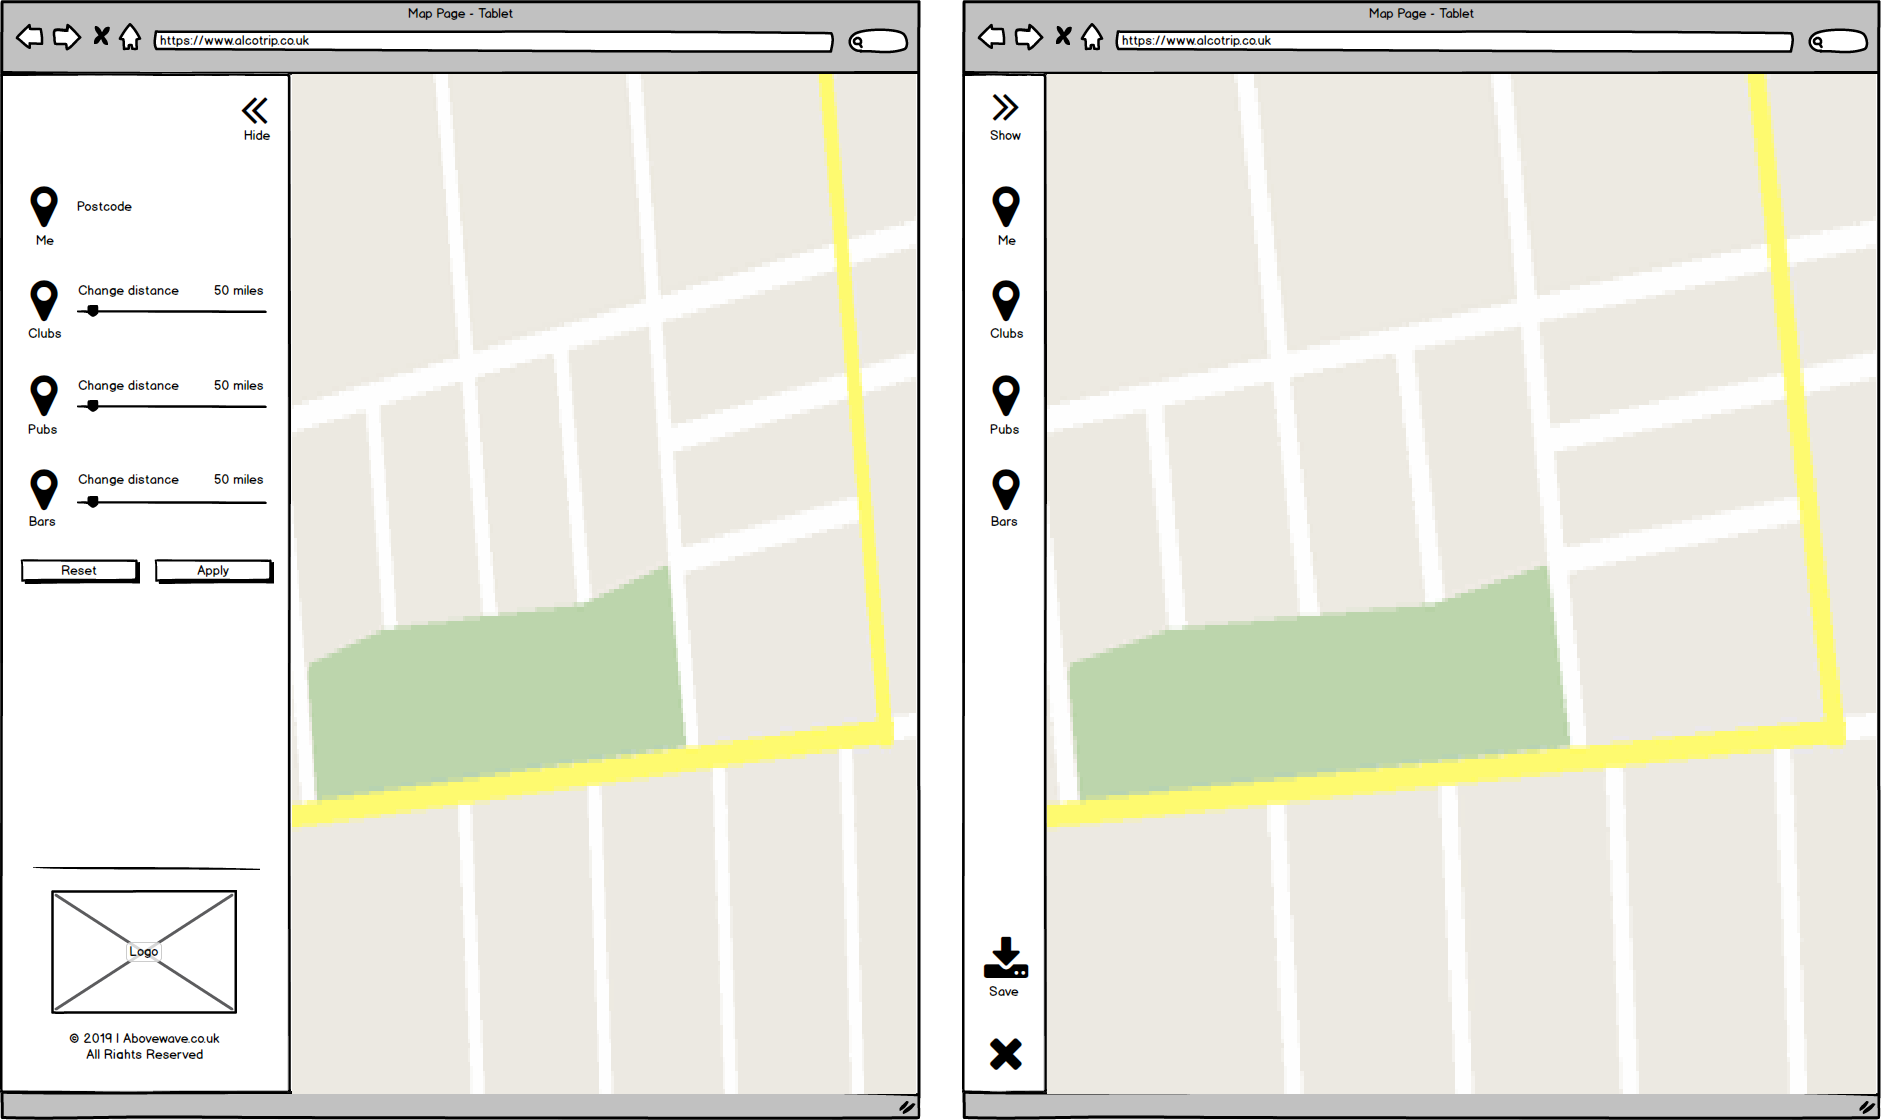 Map Page - Tablet
https://www.alcotrip.co.uk
Hide
Postcode
Me
Change distance 50 miles
Clubs
Change distance 50 miles
Pubs
Change distance 50 miles
Bars
Reset Apply
Logo
© 2019 | Abovewave.co.uk
All Rights Reserved
Map Page - Tablet
https://www.alcotrip.co.uk
Show
Me
Clubs
Pubs
Bars
Save